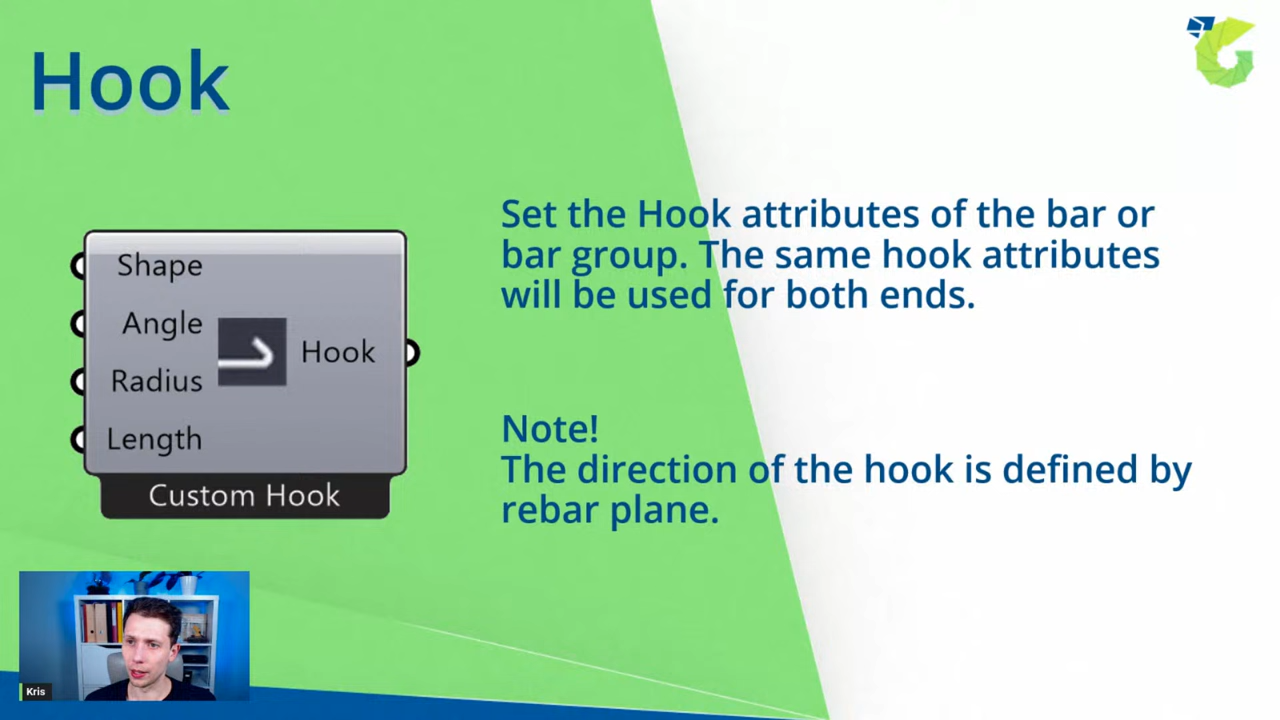 Hook
Set the Hook attributes of the bar or
bar group. The same hook attributes
will be used for both ends.
Note!
The direction of the hook is defined by
rebar plane.
Shape
Angle
Radius
Length
Hook
Custom Hook
Kris